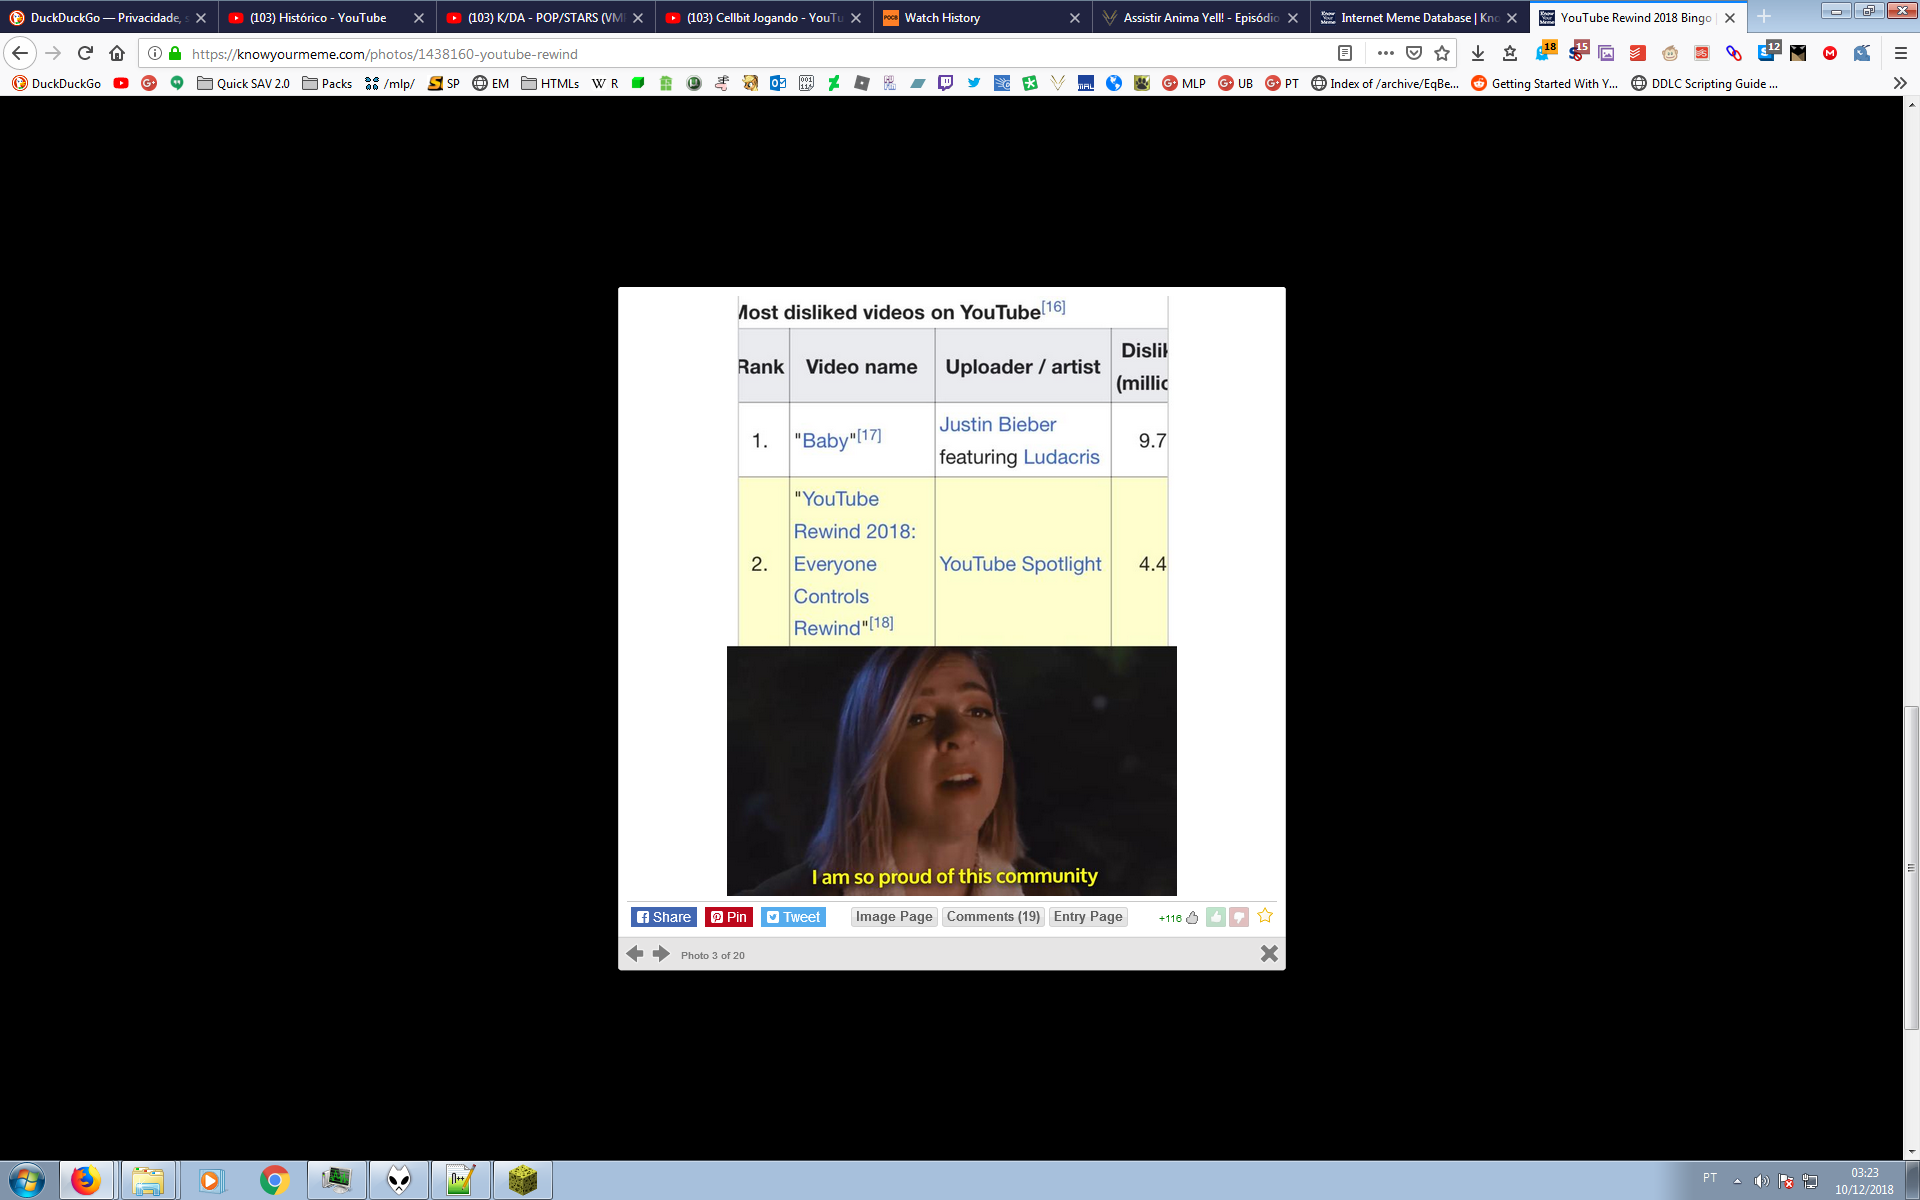 DuckDuckGo — Privacidade, s
(103) Histórico - YouTube
(103) K/DA - POP/STARS (VM
(103) Cellbit Jogando - YouTu
Watch History
Assistir Anima Yell! - Episódio
Internet Meme Database | Kno
YouTube Rewind 2018 Bingo
https://knowyourmeme.com/photos/1438160-youtube-rewind
18
15
12
DuckDuckGo
Quick SAV 2.0
Packs
/mlp/
SP
EM
HTMLs
W R
MLP
UB
PT
Index of /archive/EqBe...
Getting Started With Y...
DDLC Scripting Guide ...
Most disliked videos on YouTube[16]
Rank
Video name
Uploader / artist
Dislik
(millio
1.
"Baby"[17]
Justin Bieber
featuring Ludacris
9.7
2.
"YouTube
Rewind 2018:
Everyone
Controls
Rewind"[18]
YouTube Spotlight
4.4
I am so proud of this community
Share
Pin
Tweet
Image Page
Comments (19)
Entry Page
+116
Photo 3 of 20
PT
03:23
10/12/2018